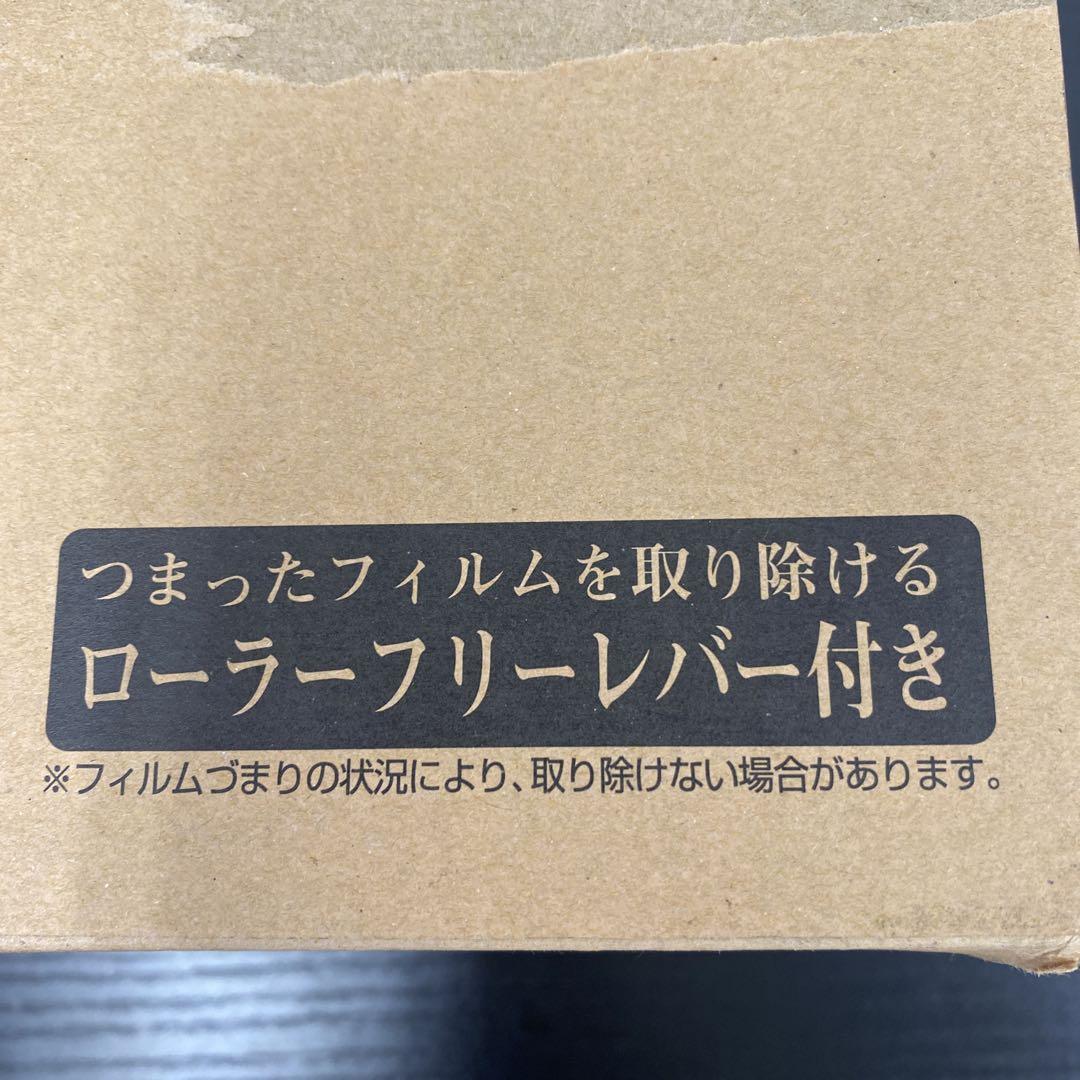 つまったフィルムを取り除ける
ローラーフリーレバー付き
※フィルムづまりの状況により、取り除けない場合があります。